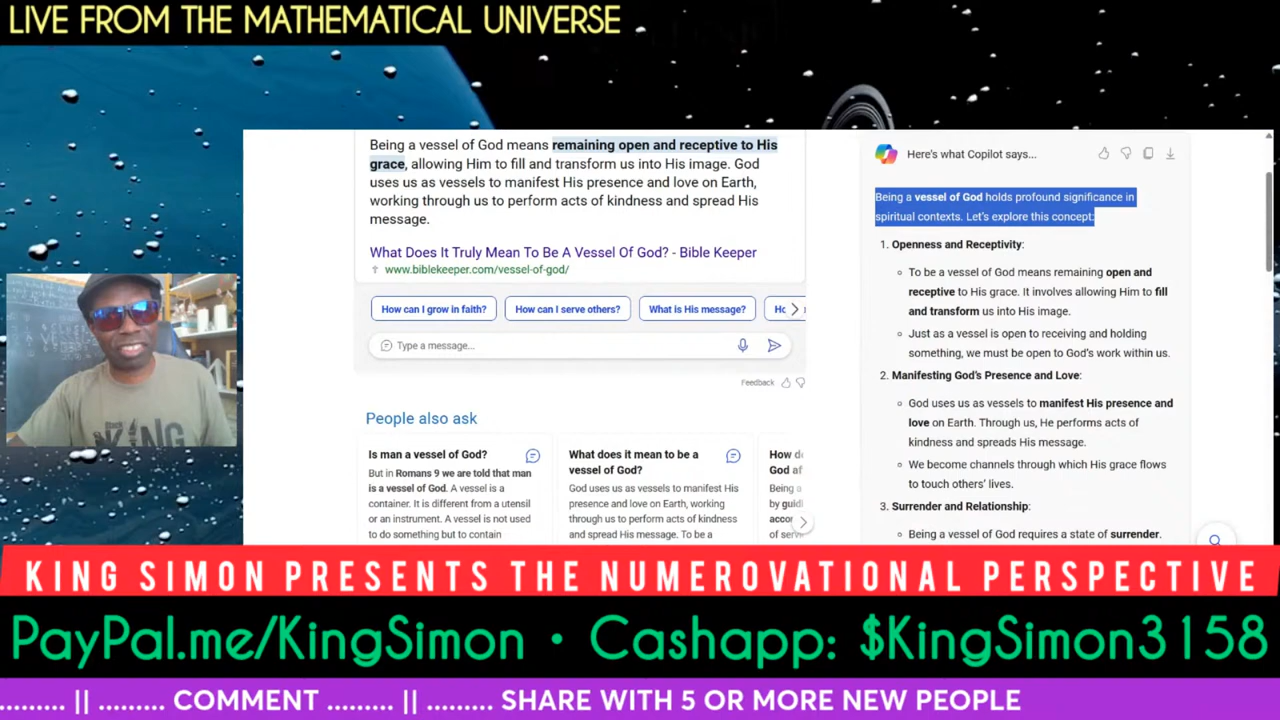 LIVE FROM THE MATHEMATICAL UNIVERSE
Being a vessel of God means remaining open and receptive to His
grace, allowing Him to fill and transform us into His image. God
uses us as vessels to manifest His presence and love on Earth,
working through us to perform acts of kindness and spread His
message.
What Does It Truly Mean To Be A Vessel Of God? - Bible Keeper
www.biblekeeper.com/vessel-of-god/
How can I grow in faith?
How can I serve others?
What is His message?
Type a message...
Feedback
People also ask
Is man a vessel of God?
But in Romans 9 we are told that man
is a vessel of God. A vessel is a
container. It is different from a utensil
or an instrument. A vessel is not used
to do something but to contain
What does it mean to be a
vessel of God?
God uses us as vessels to manifest His
presence and love on Earth, working
through us to perform acts of kindness
and spread His message. To be a
How do
God af
Being a
by guidi
accor
of serv
Here's what Copilot says...
Being a vessel of God holds profound significance in
spiritual contexts. Let's explore this concept:
1. Openness and Receptivity:
To be a vessel of God means remaining open and
receptive to His grace. It involves allowing Him to fill
and transform us into His image.
Just as a vessel is open to receiving and holding
something, we must be open to God's work within us.
2. Manifesting God's Presence and Love:
God uses us as vessels to manifest His presence and
love on Earth. Through us, He performs acts of
kindness and spreads His message.
We become channels through which His grace flows
to touch others' lives.
3. Surrender and Relationship:
Being a vessel of God requires a state of surrender.
KING
KING SIMON PRESENTS THE NUMEROVATIONAL PERSPECTIVE
PayPal.me/KingSimon • Cashapp: $KingSimon3158
......... || ......... COMMENT ......... || ......... SHARE WITH 5 OR MORE NEW PEOPLE